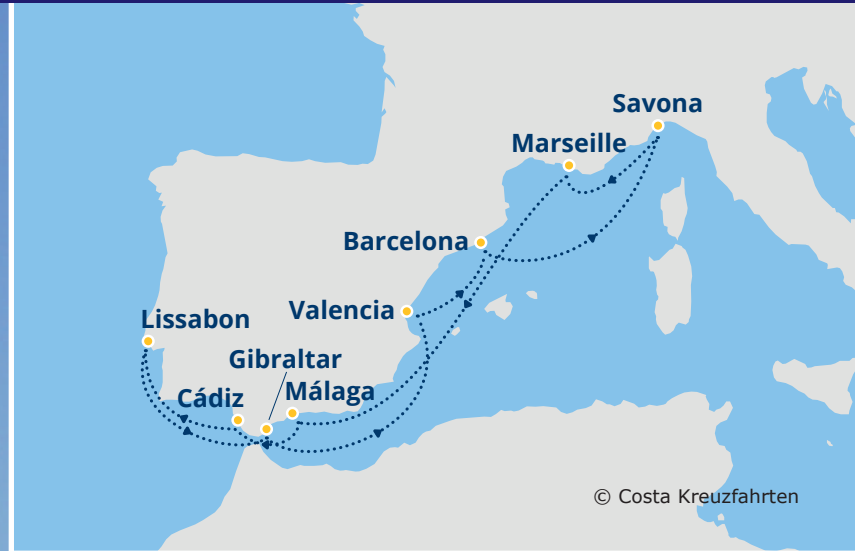 Savona
Marseille
Barcelona
Valencia
Lissabon
Gibraltar
Málaga
Cádiz
© Costa Kreuzfahrten